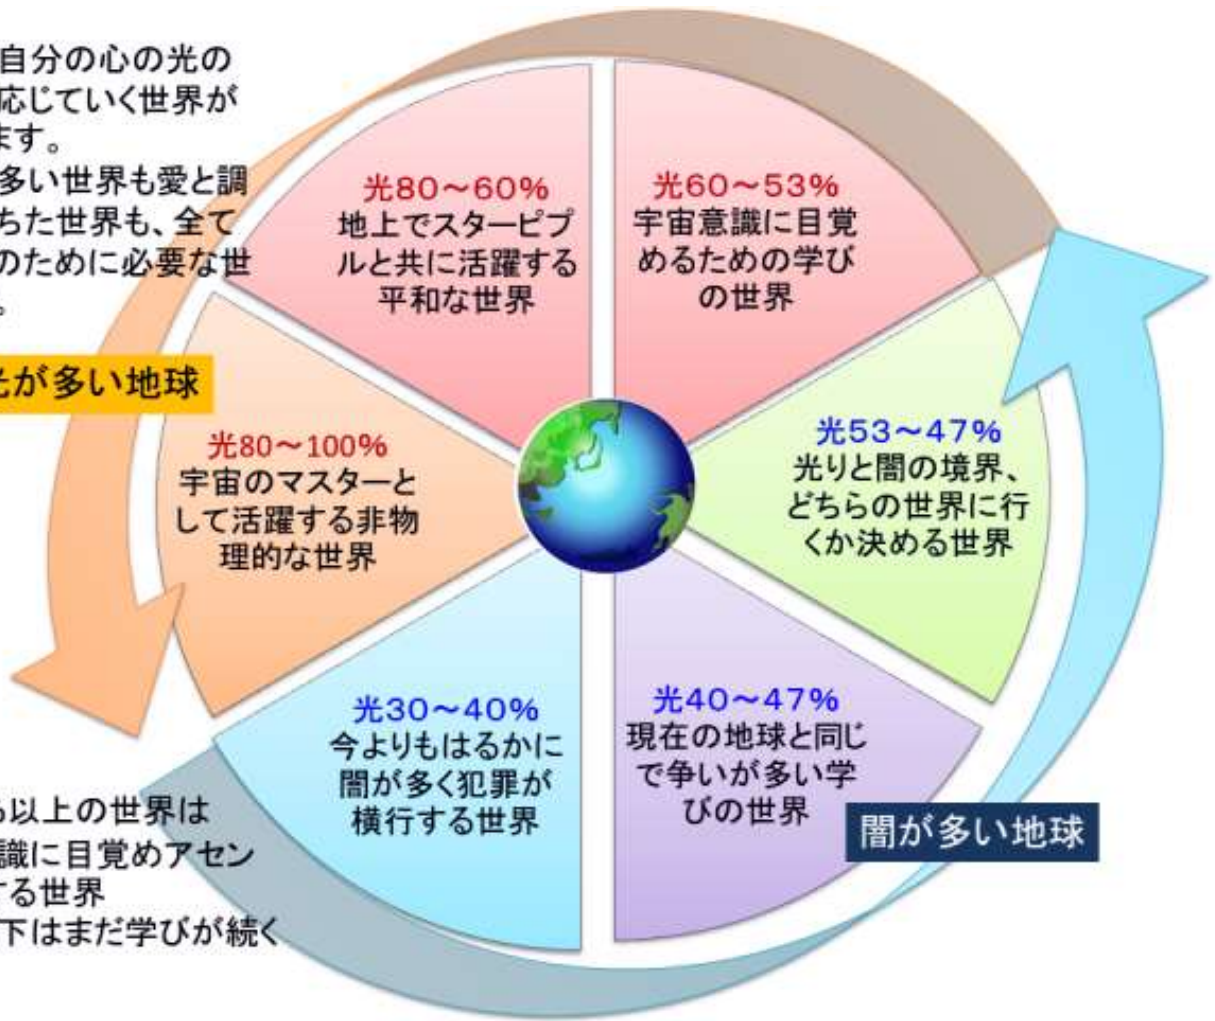 自分の心の光の
応じていく世界が
ます。
多い世界も愛と調
ちた世界も、全て
のために必要な世
。
光が多い地球
光80～60%
地上でスターピプ
ルと共に活躍する
平和な世界
光60～53%
宇宙意識に目覚
めるための学び
の世界
光80～100%
宇宙のマスターと
して活躍する非物
理的な世界
光53～47%
光りと闇の境界、
どちらの世界に行
くか決める世界
光30～40%
今よりもはるかに
闇が多く犯罪が
横行する世界
光40～47%
現在の地球と同じ
で争いが多い学
びの世界
闇が多い地球
%以上の世界は
識に目覚めアセン
する世界
下はまだ学びが続く